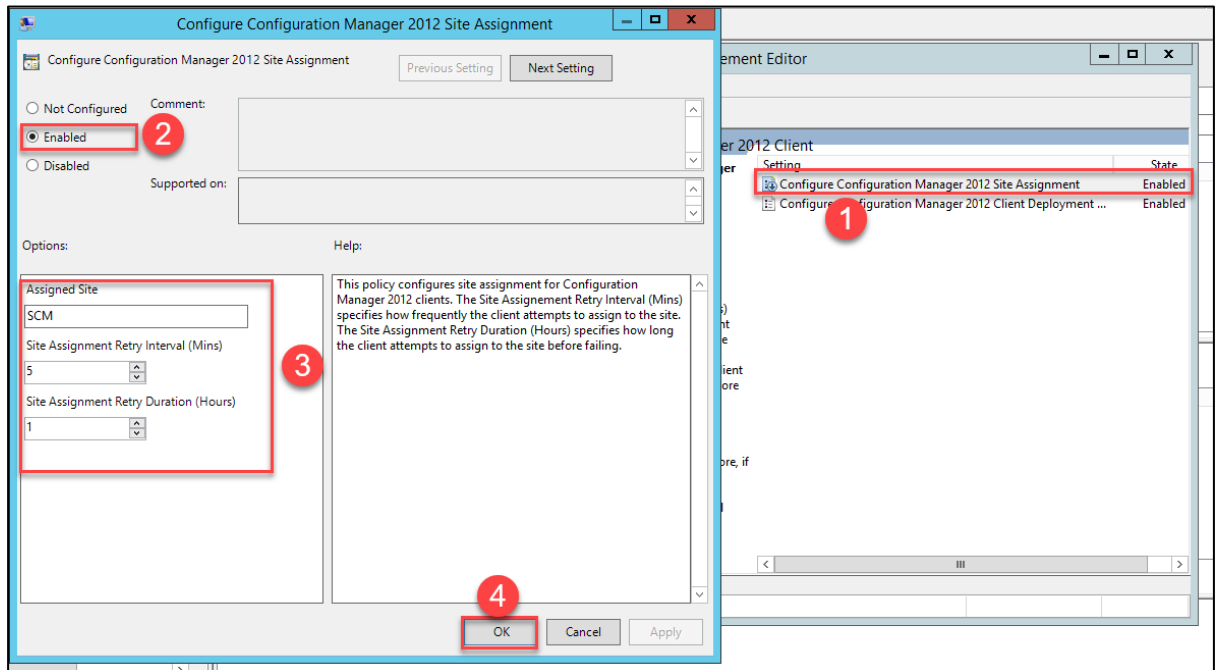 Configure Configuration Manager 2012 Site Assignment
Configure Configuration Manager 2012 Site Assignment
Previous Setting
Next Setting
Not Configured
Comment:
Enabled
2
Disabled
Supported on:
Options:
Help:
Assigned Site
SCM
Site Assignment Retry Interval (Mins)
5
Site Assignment Retry Duration (Hours)
1
3
This policy configures site assignment for Configuration
Manager 2012 clients. The Site Assignement Retry Interval (Mins)
specifies how frequently the client attempts to assign to the site.
The Site Assignment Retry Duration (Hours) specifies how long
the client attempts to assign to the site before failing.
4
OK
Cancel
Apply
ement Editor
er 2012 Client
ger
Setting
State
Configure Configuration Manager 2012 Site Assignment
Enabled
Configure Configuration Manager 2012 Client Deployment ...
Enabled
1
s)
nt
e
ient
ore
ore, if